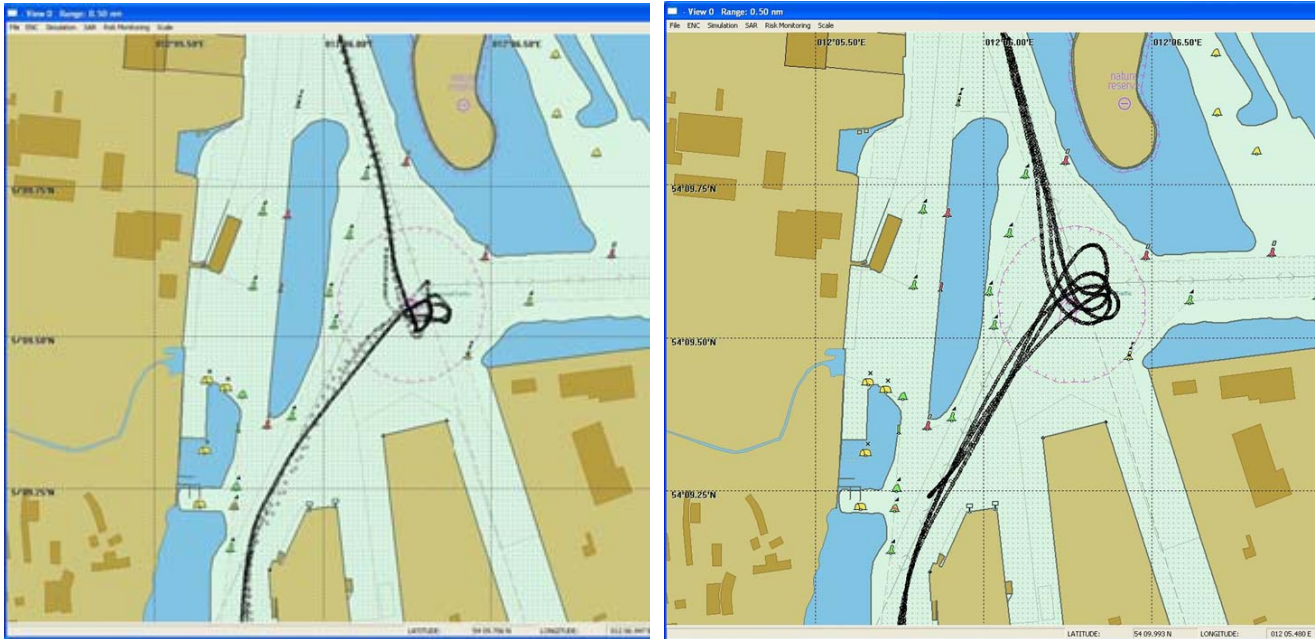 - View 0 Range: 0.50 nm
File ENC Simulation SAR Risk Monitoring Scale
012°05.50'E
012°06.00'E
012°06.50'E
nature
reserve
09.75'N
09.50'N
09.25'N
LATITUDE:
LONGITUDE:
- View 0 Range: 0.50 nm
File ENC Simulation SAR Risk Monitoring Scale
012°05.50'E
012°06.00'E
012°06.50'E
nature
reserve
54°09.75'N
54°09.50'N
54°09.25'N
LATITUDE: 54 09.993 N LONGITUDE: 012 05.480 E